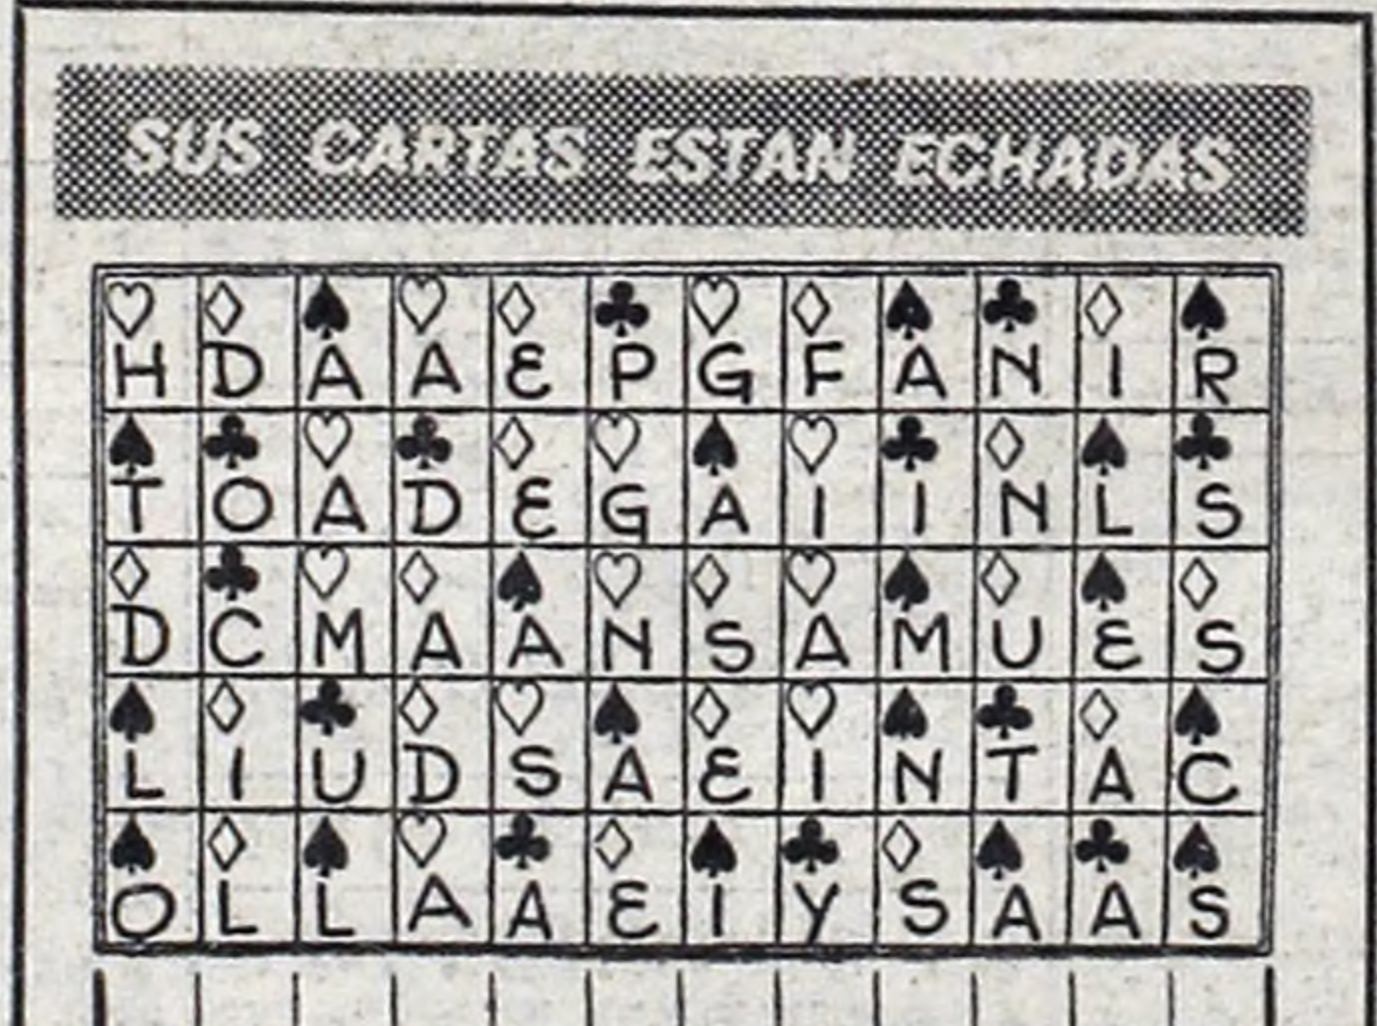 SUS CARTAS ESTAN ECHADAS
♡ ♢ ♠ ♡ ♢ ♣ ♡ ♢ ♠ ♣ ♢ ♠
H D A A E P G F A N I R
♠ ♣ ♡ ♣ ♢ ♡ ♠ ♡ ♣ ♢ ♠ ♣
T O A D E G A I I N L S
♢ ♣ ♡ ♢ ♠ ♡ ♢ ♡ ♠ ♢ ♠ ♢
D C M A A N S A M U E S
♠ ♢ ♣ ♢ ♡ ♠ ♢ ♡ ♠ ♣ ♢ ♠
L I U D S A E I N T A C
♠ ♢ ♠ ♡ ♣ ♢ ♠ ♣ ♢ ♠ ♣ ♠
O L L A A E I Y S A A S